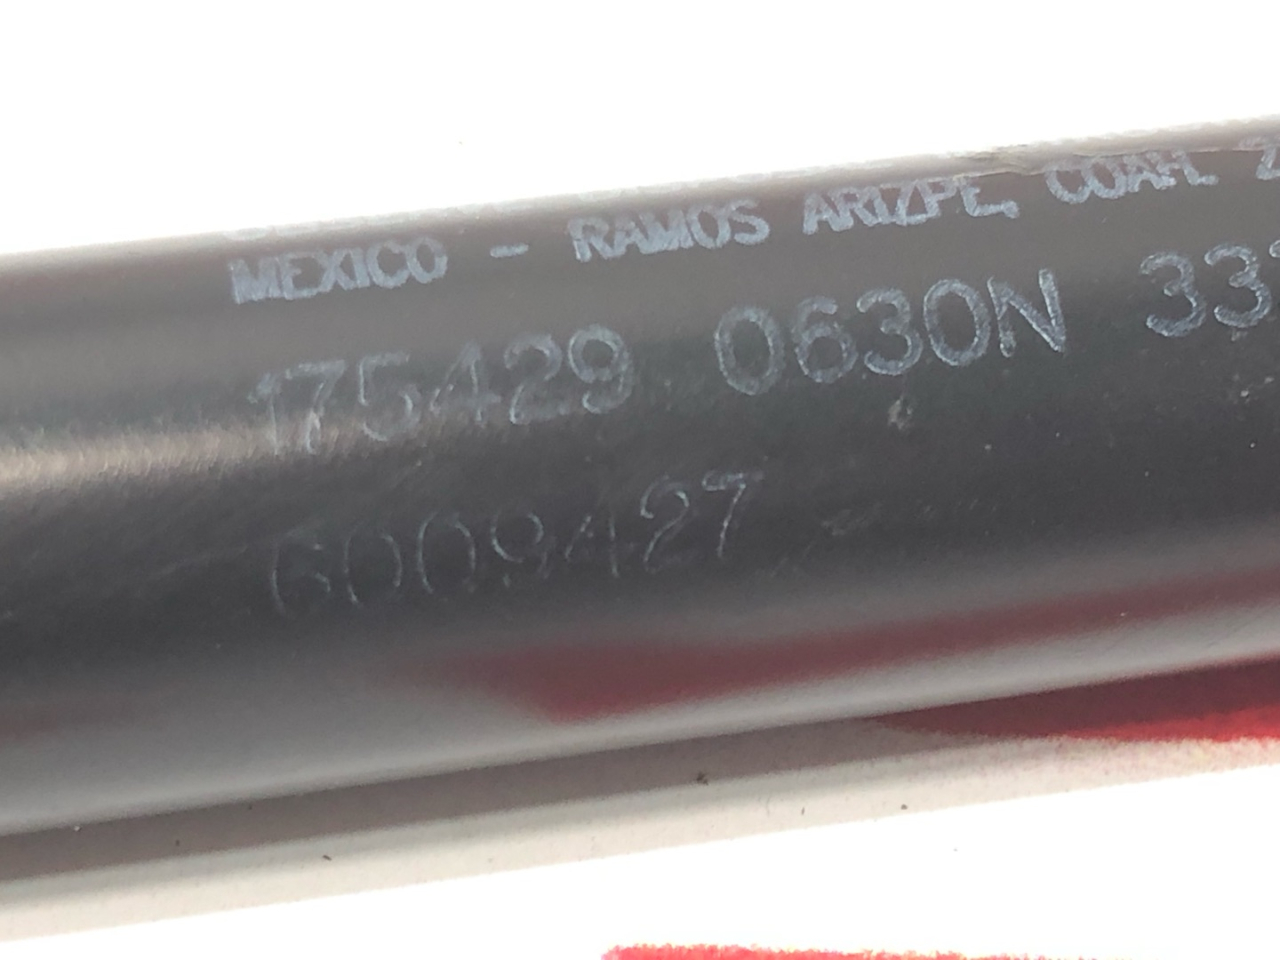 MEXICO - RAMOS ARIZPE, COAH.
175429 0630N
6009427